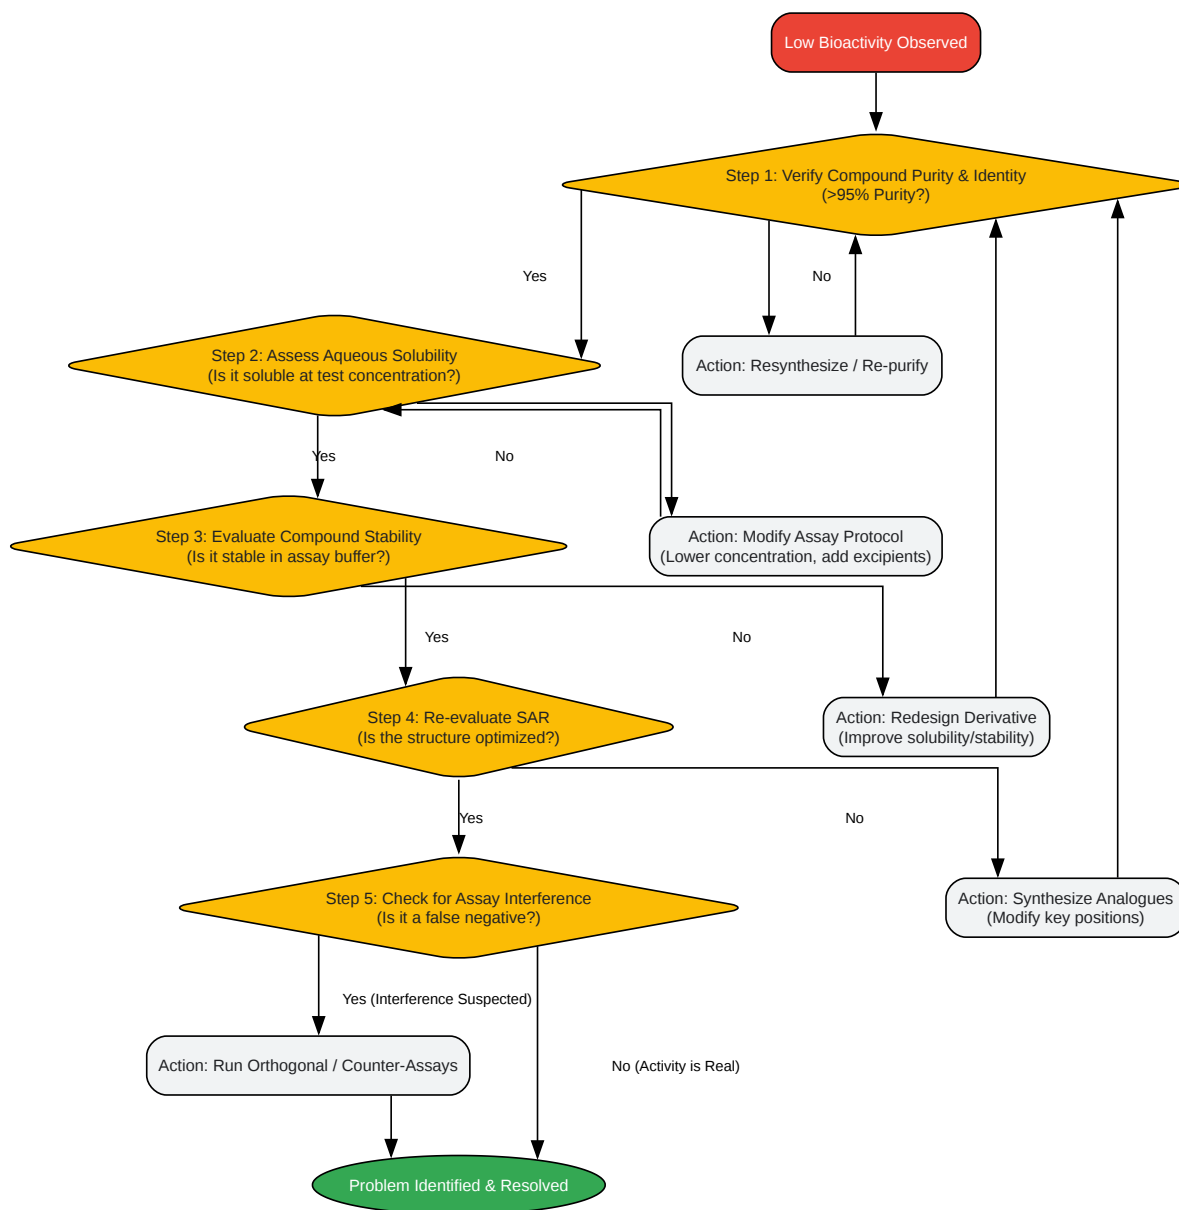 Low Bioactivity Observed
Step 1: Verify Compound Purity & Identity
(>95% Purity?)
Yes
No
Step 2: Assess Aqueous Solubility
(Is it soluble at test concentration?)
Action: Resynthesize / Re-purify
Yes
No
Step 3: Evaluate Compound Stability
(Is it stable in assay buffer?)
Action: Modify Assay Protocol
(Lower concentration, add excipients)
Yes
No
Step 4: Re-evaluate SAR
(Is the structure optimized?)
Action: Redesign Derivative
(Improve solubility/stability)
Yes
No
Step 5: Check for Assay Interference
(Is it a false negative?)
Action: Synthesize Analogues
(Modify key positions)
Yes (Interference Suspected)
Action: Run Orthogonal / Counter-Assays
No (Activity is Real)
Problem Identified & Resolved